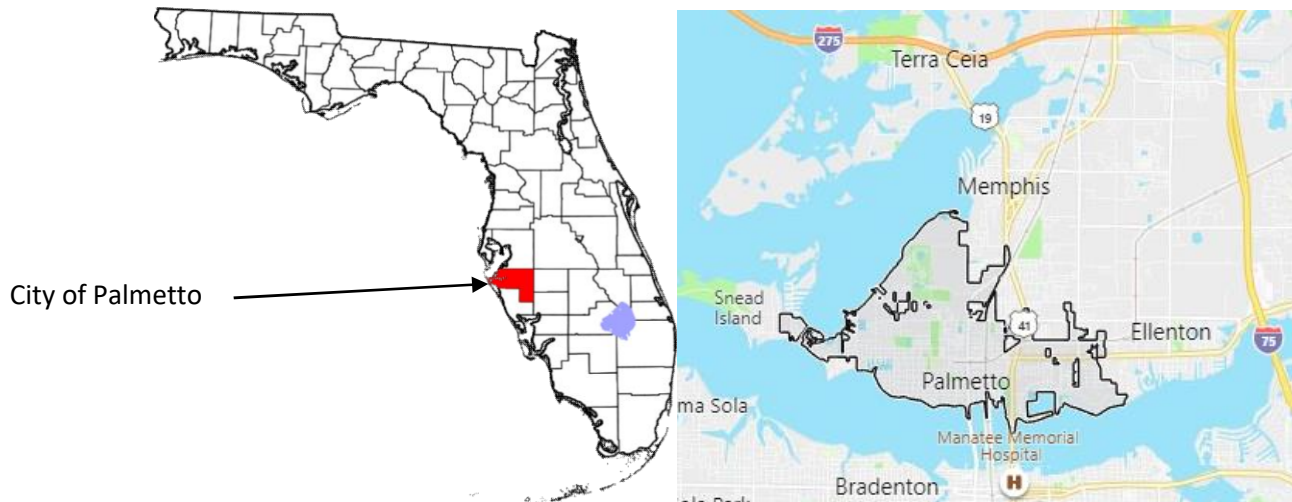 City of Palmetto
275
Terra Ceia
19
Memphis
Snead
Island
41
Ellenton
75
Palmetto
ma Sola
Manatee Memorial
Hospital
H
Bradenton